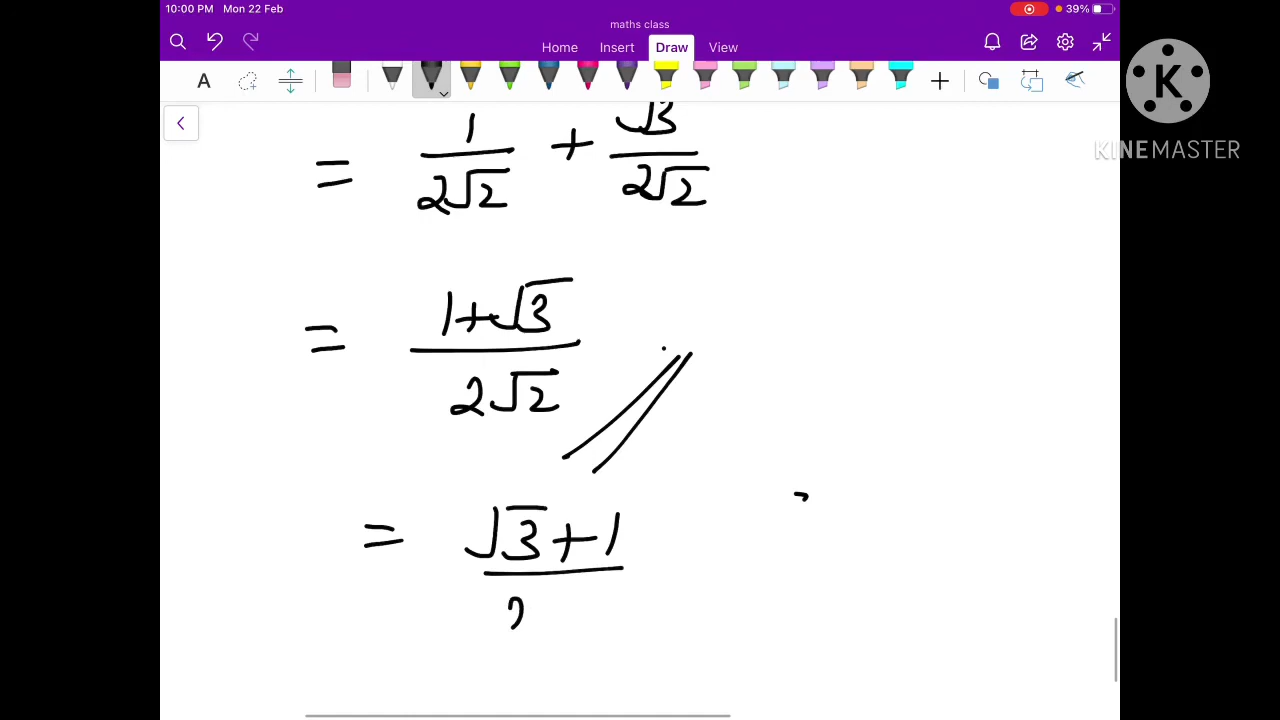 10:00 PM Mon 22 Feb
39%
maths class
Home Insert Draw View
A
K
KINEMASTER
= 1/2√2 + √3/2√2
= 1+√3/2√2
= √3+1/2